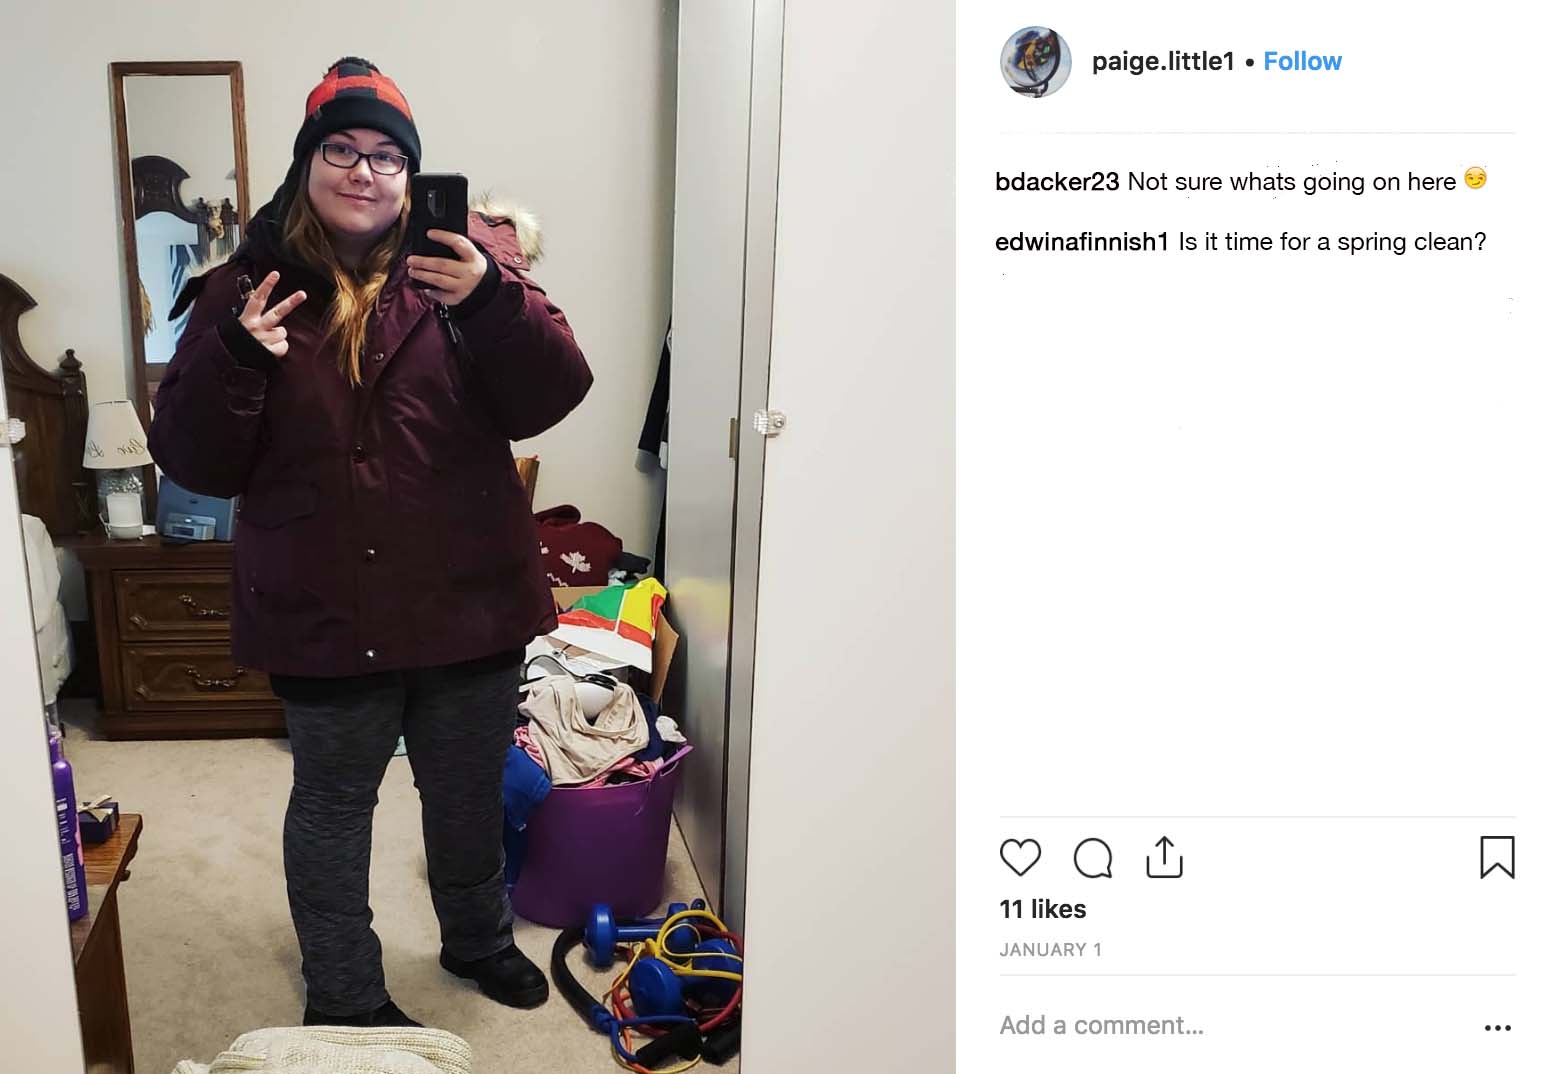 paige.little1 • Follow
bdacker23 Not sure whats going on here 😏
edwinafinnish1 Is it time for a spring clean?
11 likes
JANUARY 1
Add a comment...